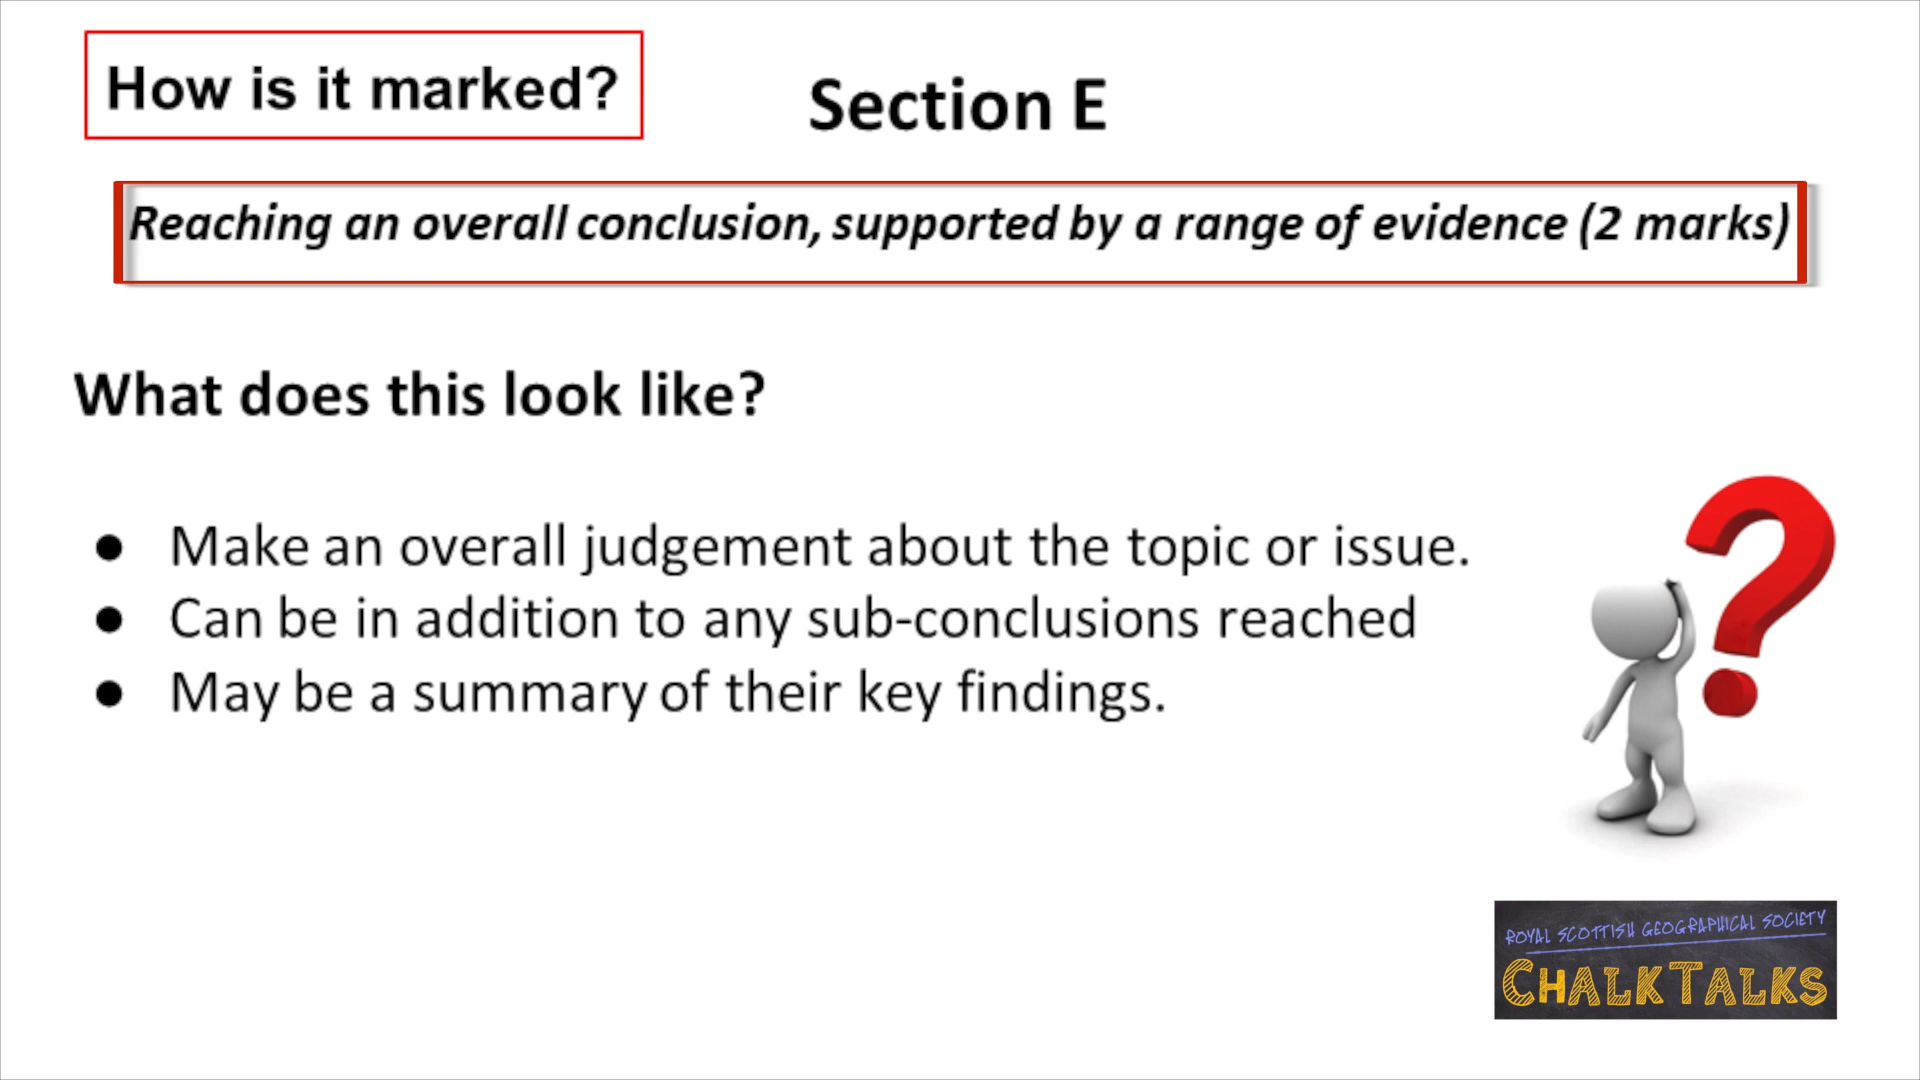 How is it marked?
Section E
Reaching an overall conclusion, supported by a range of evidence (2 marks)
What does this look like?
● Make an overall judgement about the topic or issue.
● Can be in addition to any sub-conclusions reached
● May be a summary of their key findings.
ROYAL SCOTTISH GEOGRAPHICAL SOCIETY
CHALKTALKS